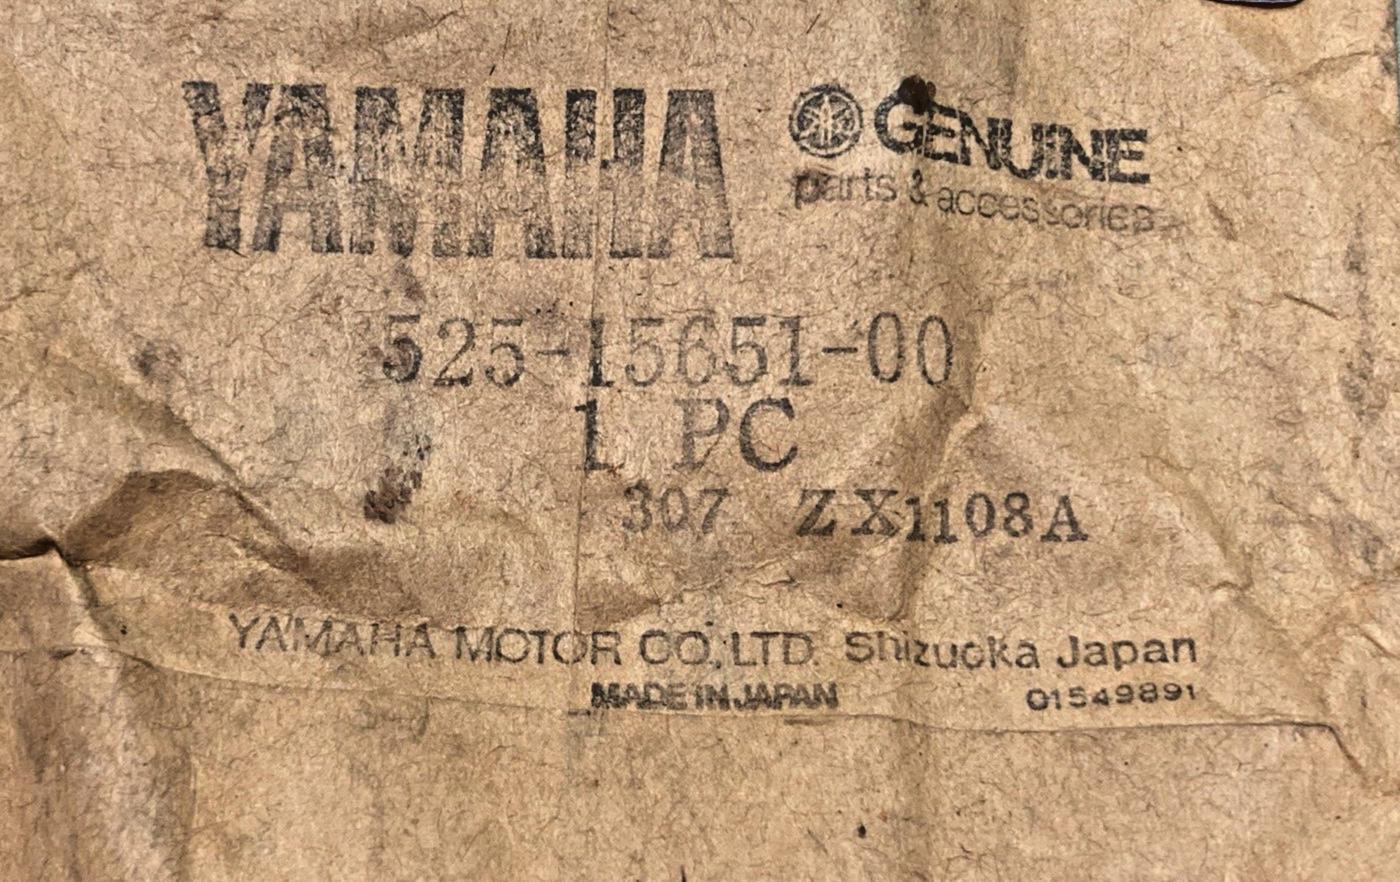 YAMAHA GENUINE
parts & accessories
525-15651-00
1 PC
307 ZX1108A
YAMAHA MOTOR CO., LTD. Shizuoka Japan
MADE IN JAPAN 01549891